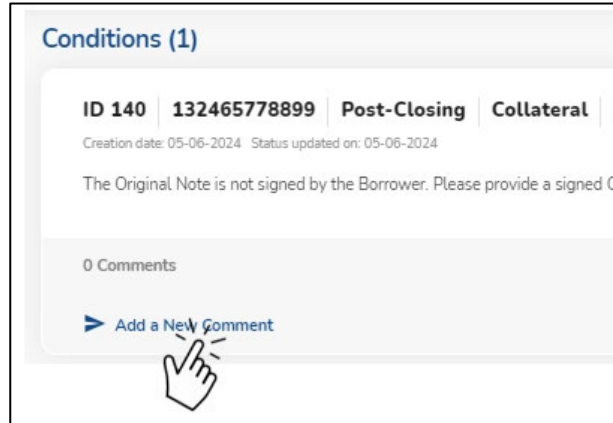 Conditions (1)
ID 140 132465778899 Post-Closing Collateral
Creation date: 05-06-2024 Status updated on: 05-06-2024
The Original Note is not signed by the Borrower. Please provide a signed
0 Comments
Add a New Comment